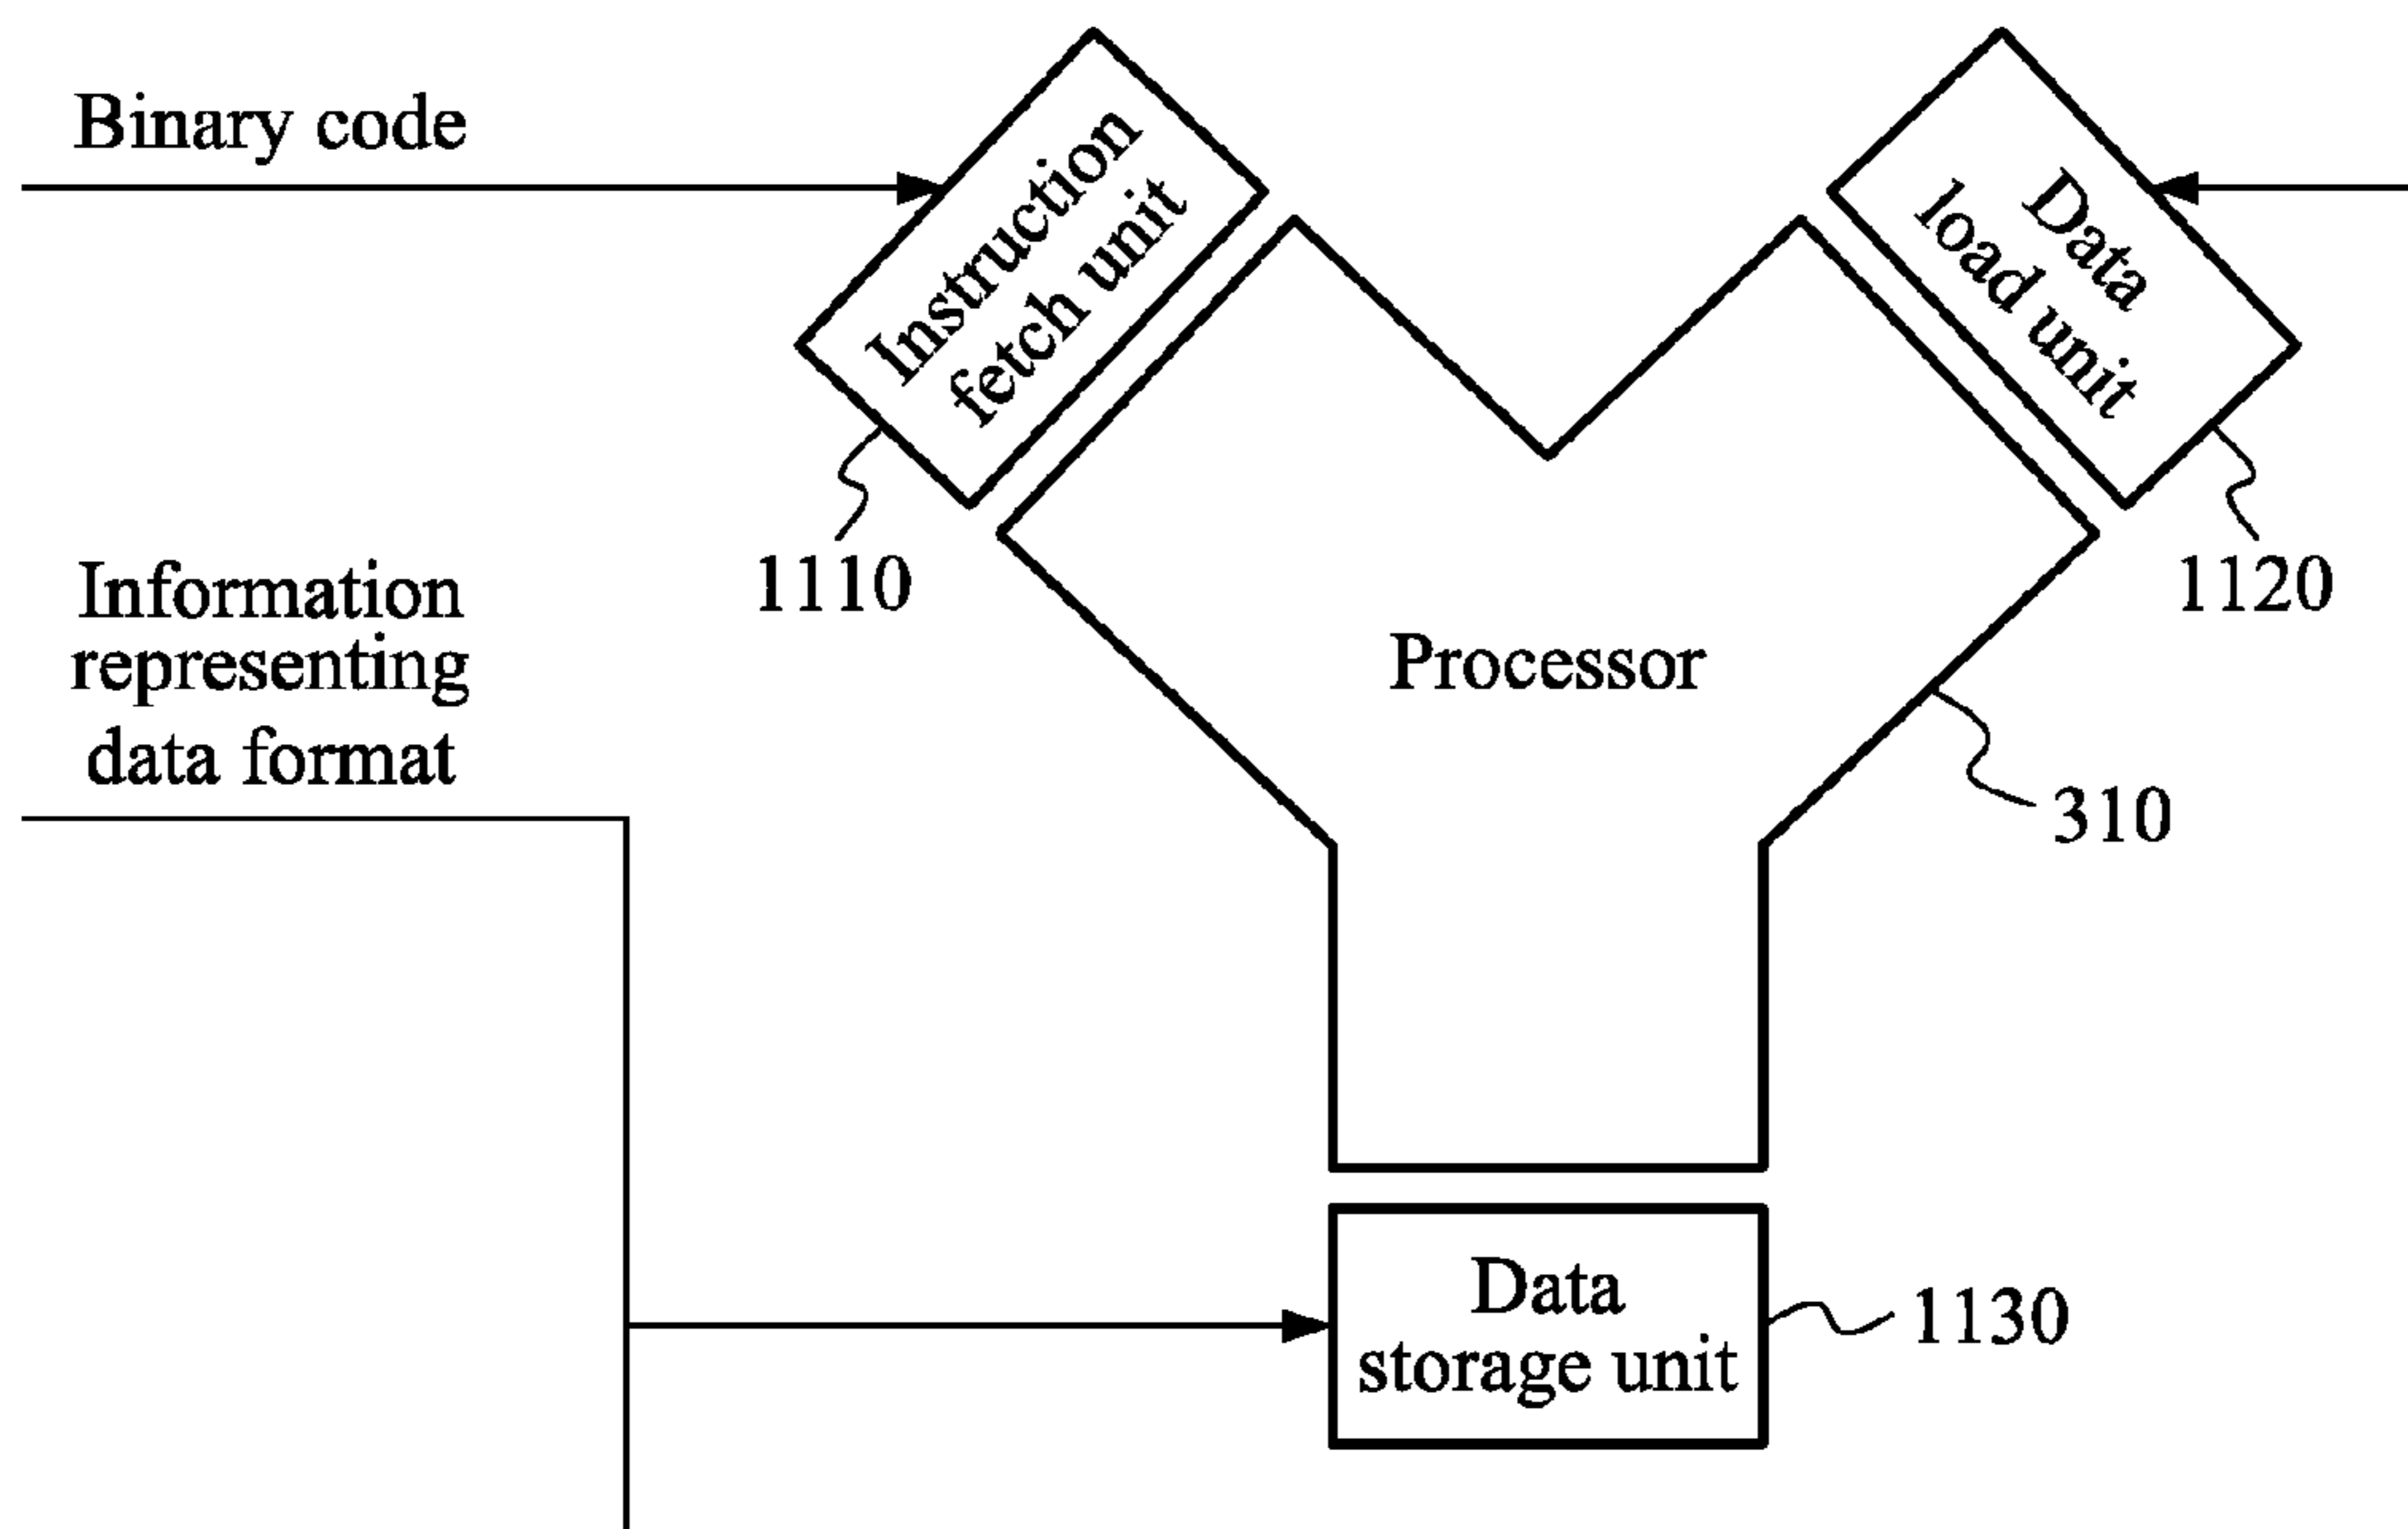 Binary code
Instruction
fetch unit
Data
load unit
1110
1120
Information
representing
data format
Processor
310
Data
storage unit
1130